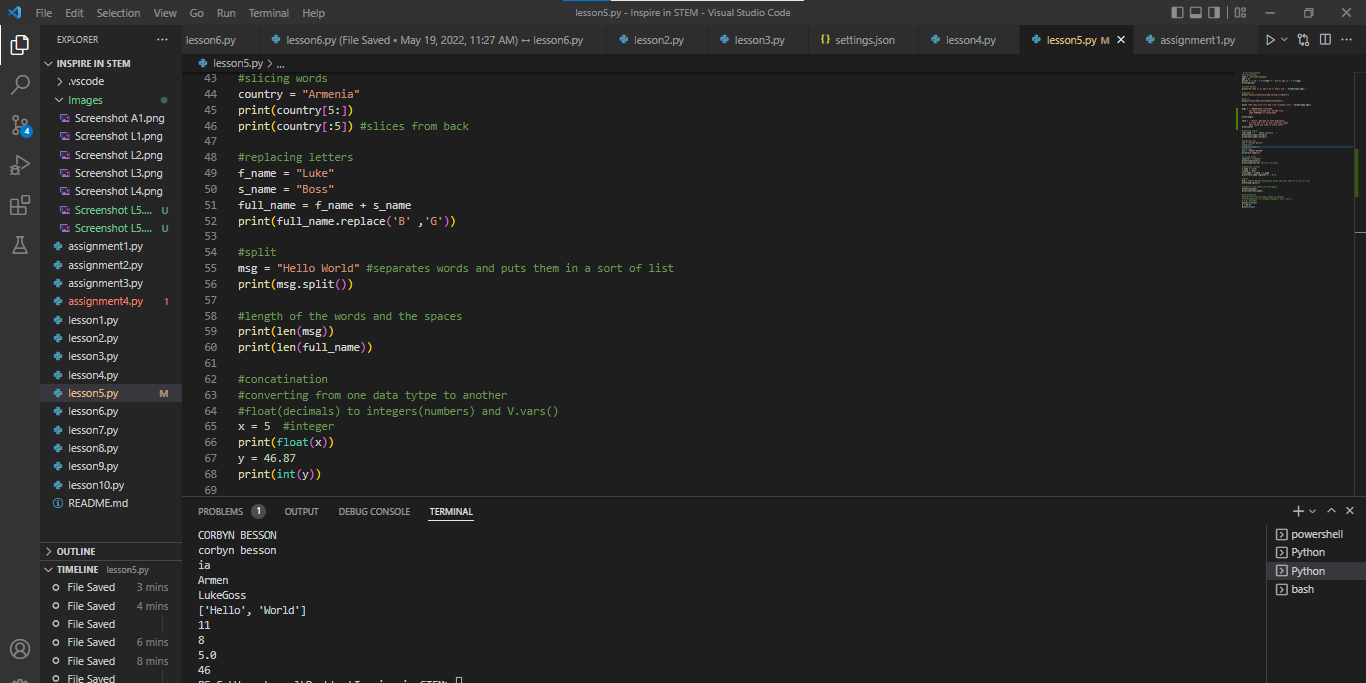 File Edit Selection View Go Run Terminal Help
lesson5.py - Inspire in STEM - Visual Studio Code
EXPLORER
lesson6.py
lesson6.py (File Saved • May 19, 2022, 11:27 AM) ↔ lesson6.py
lesson2.py
lesson3.py
settings.json
lesson4.py
lesson5.py M
assignment1.py
INSPIRE IN STEM
.vscode
Images
Screenshot A1.png
Screenshot L1.png
Screenshot L2.png
Screenshot L3.png
Screenshot L4.png
Screenshot L5.... U
Screenshot L5.... U
assignment1.py
assignment2.py
assignment3.py
assignment4.py 1
lesson1.py
lesson2.py
lesson3.py
lesson4.py
lesson5.py M
lesson6.py
lesson7.py
lesson8.py
lesson9.py
lesson10.py
README.md
4
OUTLINE
TIMELINE lesson5.py
File Saved 3 mins
File Saved 4 mins
File Saved
File Saved 6 mins
File Saved 8 mins
File Saved
lesson5.py > ...
43 #slicing words
44 country = "Armenia"
45 print(country[5:])
46 print(country[:5]) #slices from back
47
48 #replacing letters
49 f_name = "Luke"
50 s_name = "Boss"
51 full_name = f_name + s_name
52 print(full_name.replace('B' ,'G'))
53
54 #split
55 msg = "Hello World" #separates words and puts them in a sort of list
56 print(msg.split())
57
58 #length of the words and the spaces
59 print(len(msg))
60 print(len(full_name))
61
62 #concatination
63 #converting from one data tytpe to another
64 #float(decimals) to integers(numbers) and V.vars()
65 x = 5 #integer
66 print(float(x))
67 y = 46.87
68 print(int(y))
69
PROBLEMS 1 OUTPUT DEBUG CONSOLE TERMINAL
CORBYN BESSON
corbyn besson
ia
Armen
LukeGoss
['Hello', 'World']
11
8
5.0
46
powershell
Python
Python
bash